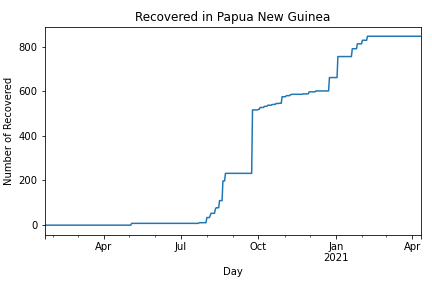 Recovered in Papua New Guinea
Number of Recovered
800
600
400
200
0
Apr Jul Oct Jan Apr
2021
Day